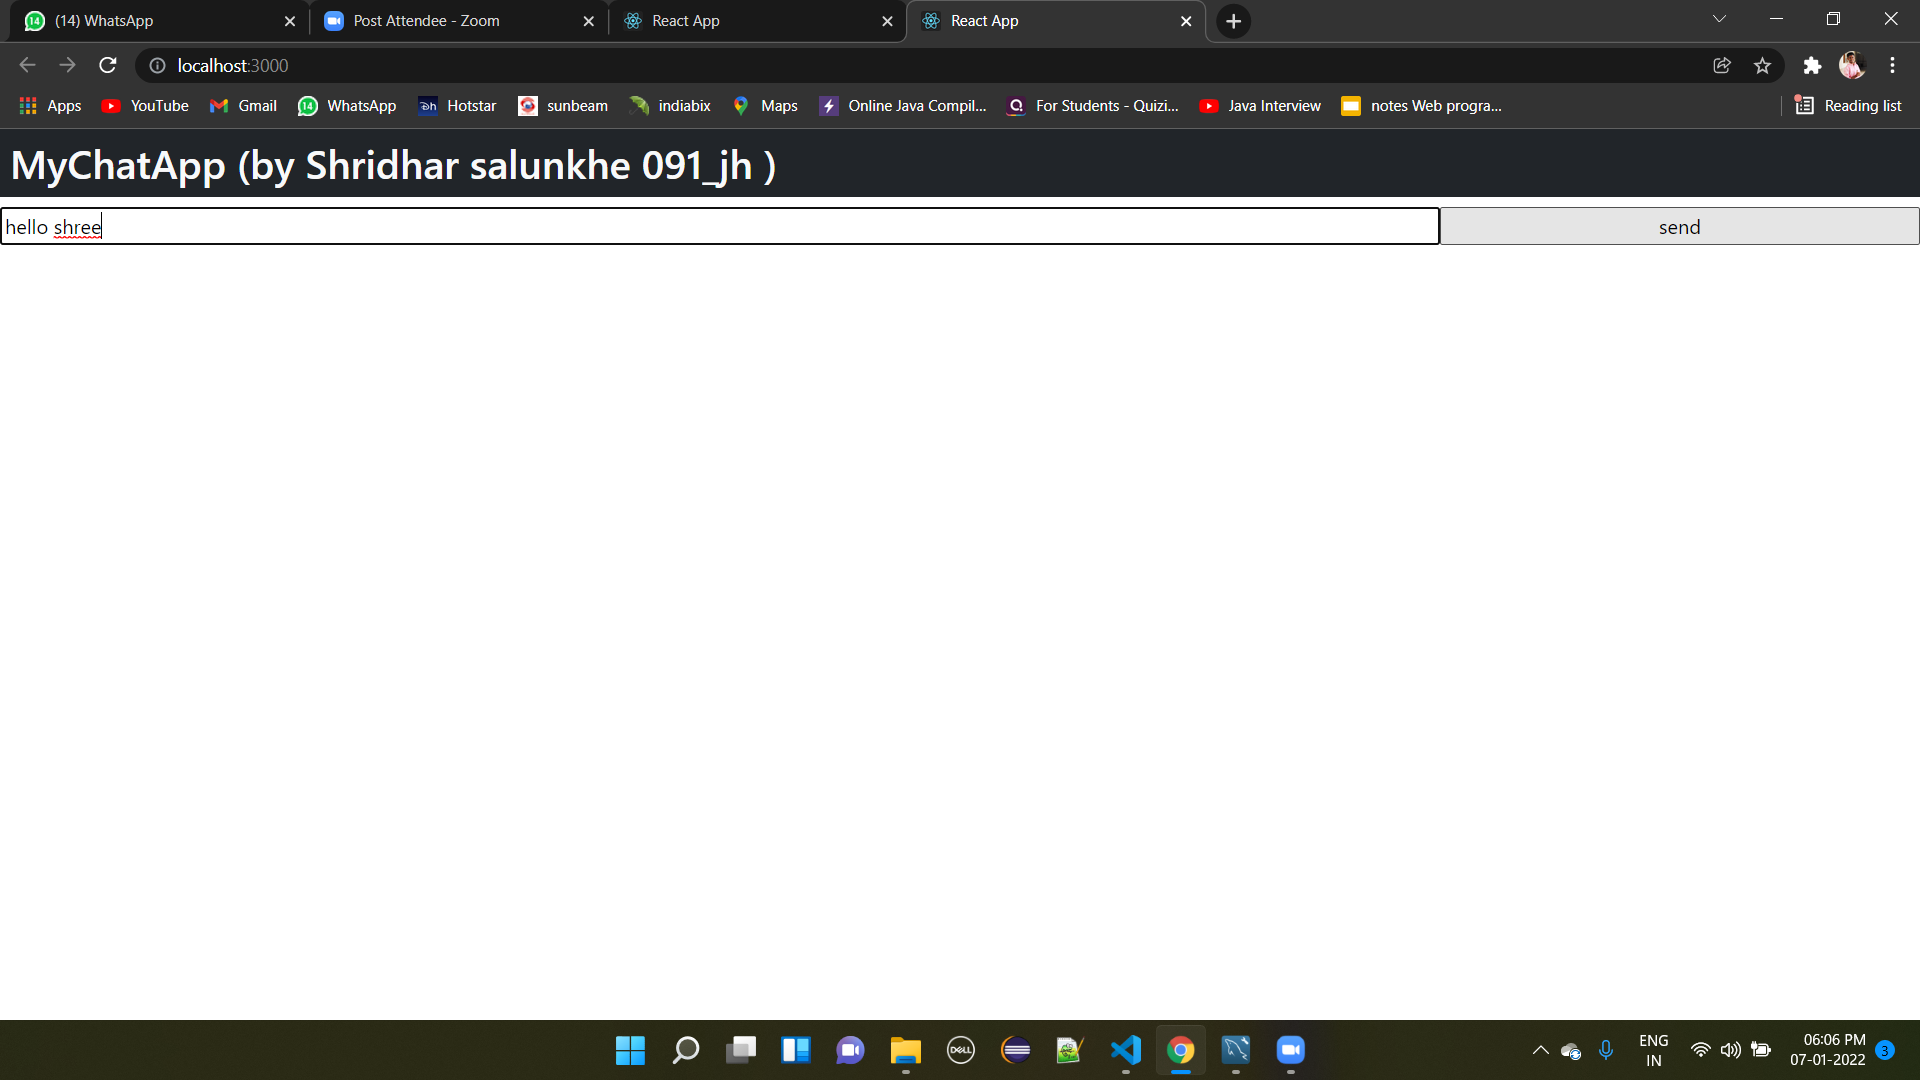 (14) WhatsApp
Post Attendee - Zoom
React App
React App
localhost:3000
Apps
YouTube
Gmail
14
WhatsApp
Hotstar
sunbeam
indiabix
Maps
Online Java Compil...
For Students - Quizi...
Java Interview
notes Web progra...
Reading list
MyChatApp (by Shridhar salunkhe 091_jh )
hello shree
send
DELL
ENG
IN
06:06 PM
07-01-2022
3